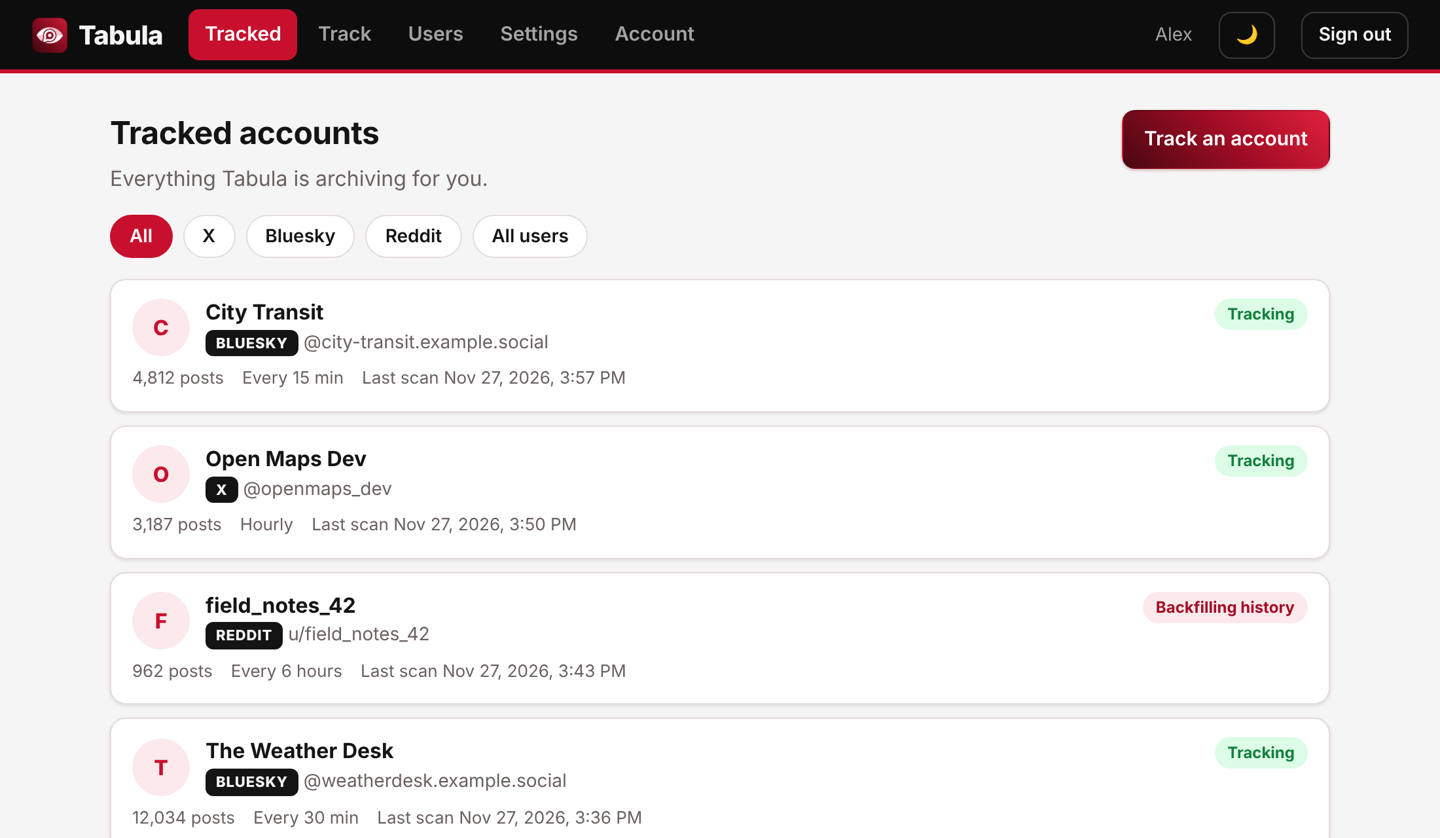 Tabula Tracked Track Users Settings Account Alex 🌙 Sign out
Tracked accounts
Track an account
Everything Tabula is archiving for you.
All X Bluesky Reddit All users
C City Transit Tracking
BLUESKY @city-transit.example.social
4,812 posts Every 15 min Last scan Nov 27, 2026, 3:57 PM
O Open Maps Dev Tracking
X @openmaps_dev
3,187 posts Hourly Last scan Nov 27, 2026, 3:50 PM
F field_notes_42 Backfilling history
REDDIT u/field_notes_42
962 posts Every 6 hours Last scan Nov 27, 2026, 3:43 PM
T The Weather Desk Tracking
BLUESKY @weatherdesk.example.social
12,034 posts Every 30 min Last scan Nov 27, 2026, 3:36 PM